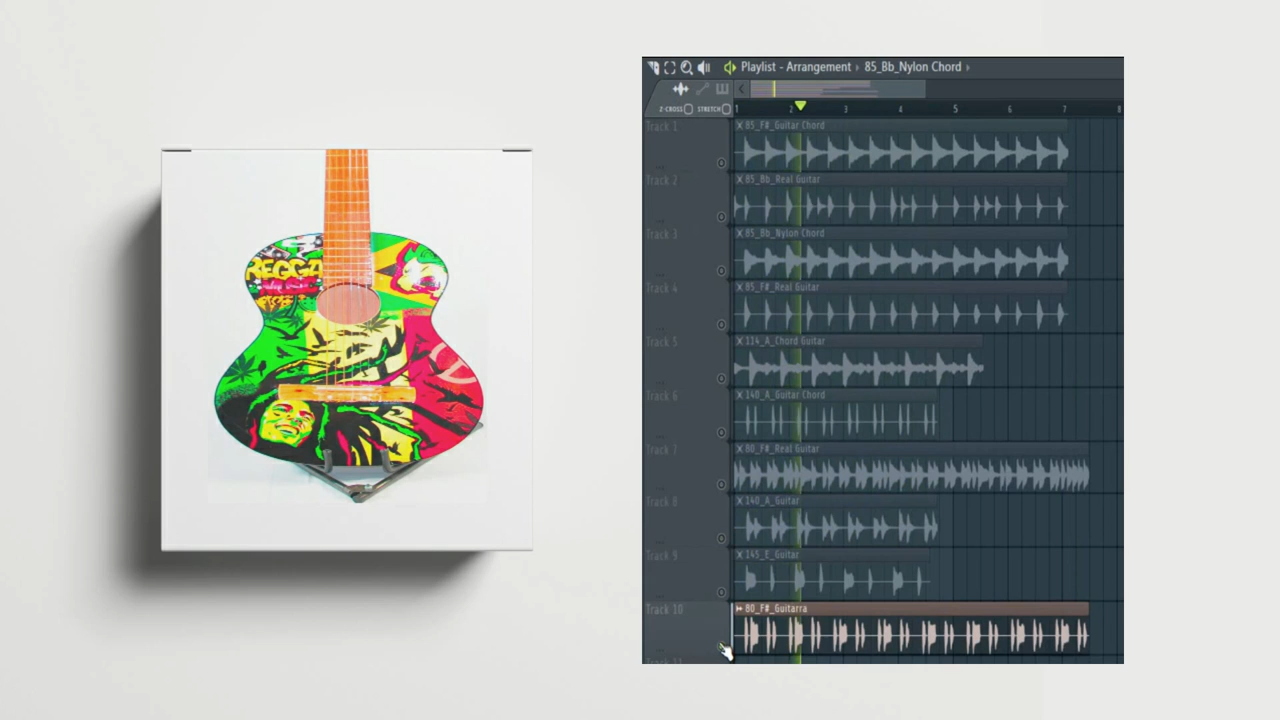 REGGA
Playlist - Arrangement › 85_Bb_Nylon Chord ›
Z-CROSS STRETCH
1 2 3 4 5 6 7 8
Track 1 85_F#_Guitar Chord
Track 2 85_Bb_Real Guitar
Track 3 85_Bb_Nylon Chord
Track 4 85_F#_Real Guitar
Track 5 114_A_Chord Guitar
Track 6 140_A_Guitar Chord
Track 7 80_F#_Real Guitar
Track 8 140_A_Guitar
Track 9 145_E_Guitar
Track 10 80_F#_Guitarra